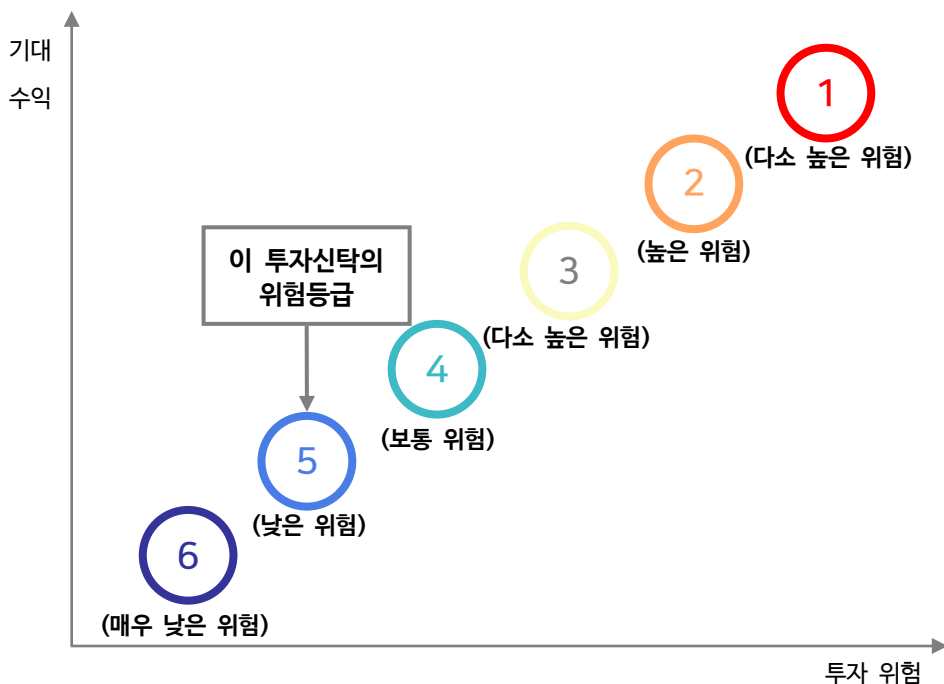 기대
수익
1
(다소 높은 위험)
2
(높은 위험)
이 투자신탁의
위험등급
3
(다소 높은 위험)
4
(보통 위험)
5
(낮은 위험)
6
(매우 낮은 위험)
투자 위험